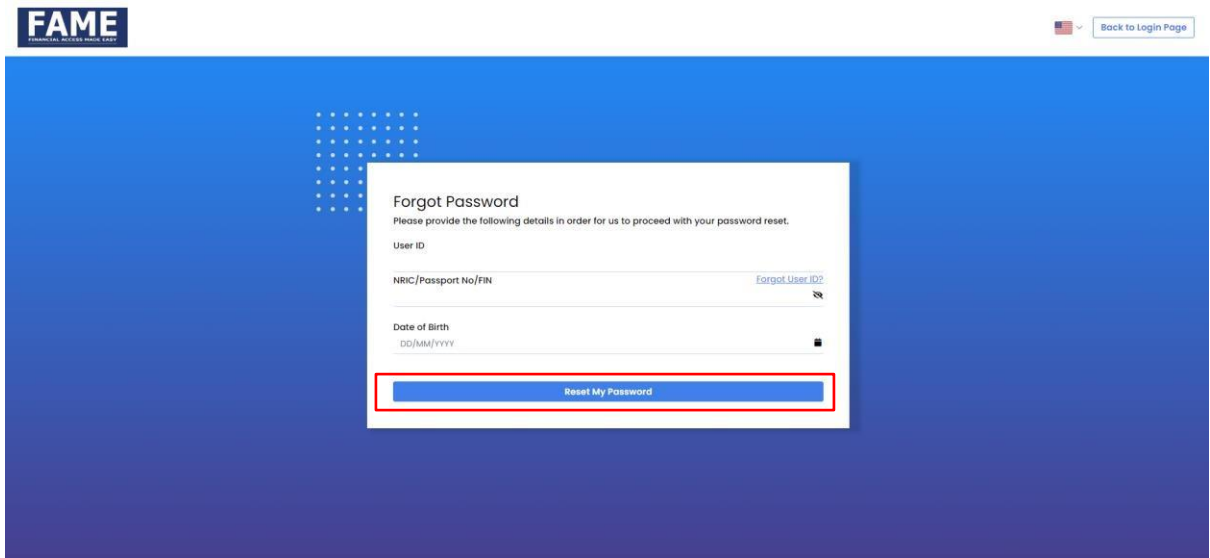 FAME
FINANCIAL ACCESS MADE EASY
Back to Login Page
Forgot Password
Please provide the following details in order for us to proceed with your password reset.
User ID
NRIC/Passport No/FIN
Forgot User ID?
Date of Birth
DD/MM/YYYY
Reset My Password